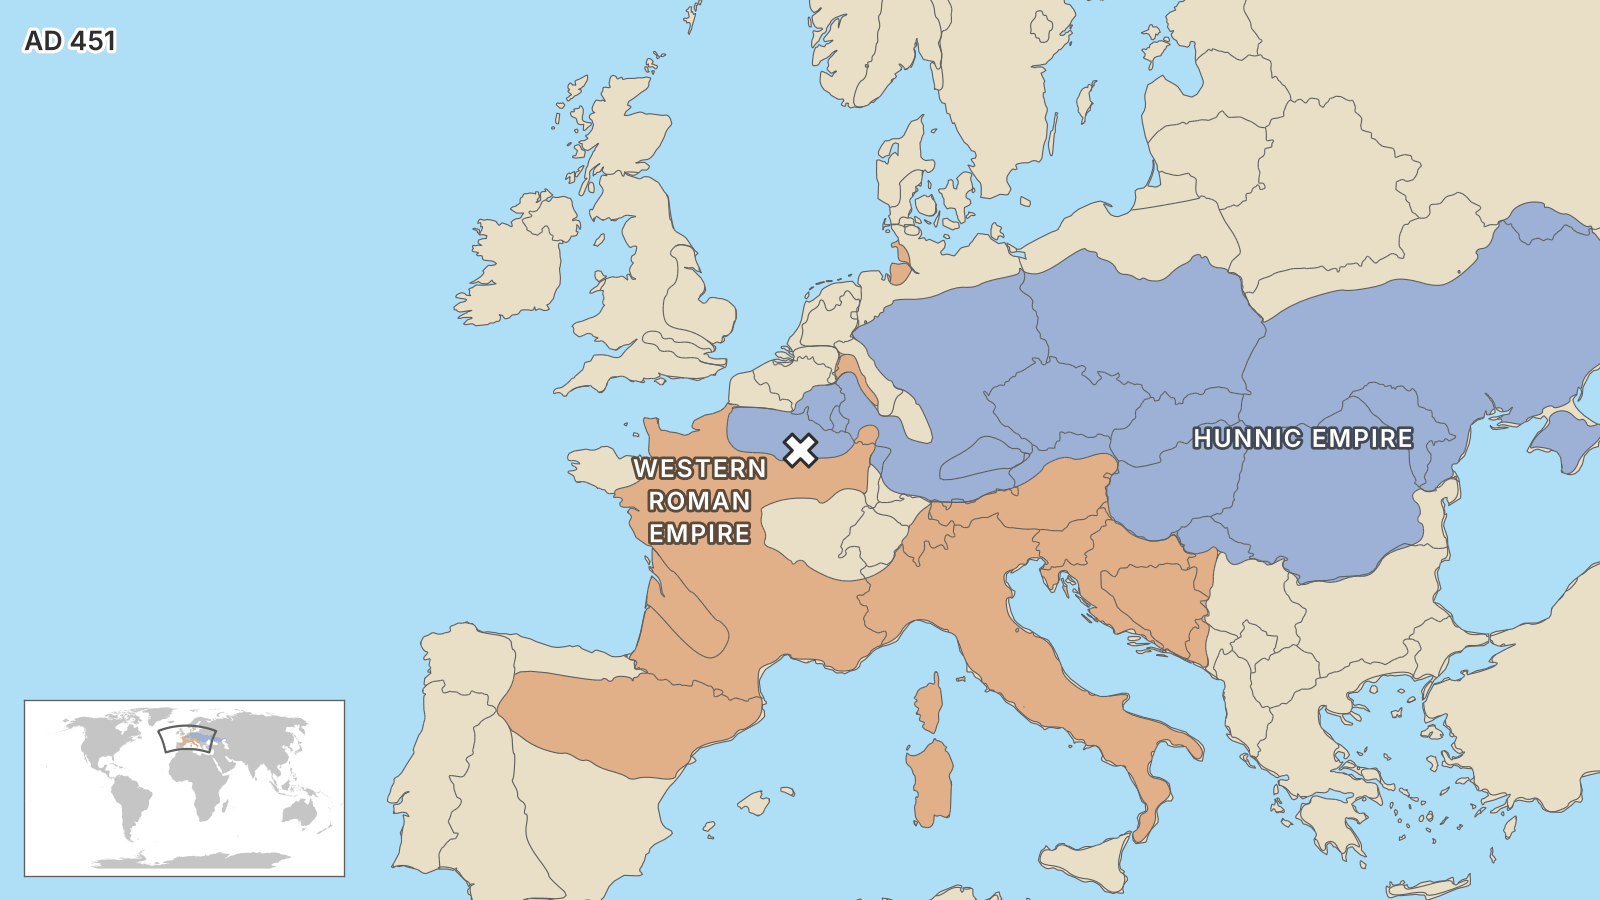 AD 451
HUNNIC EMPIRE
WESTERN
ROMAN
EMPIRE